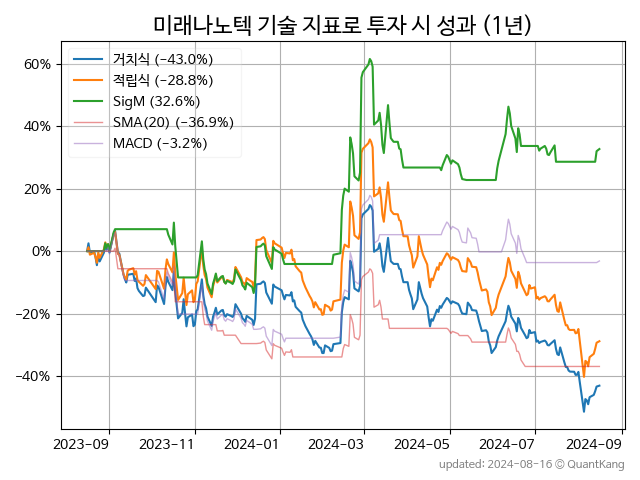 미래나노텍 기술 지표로 투자 시 성과 (1년)
거치식 (−43.0%)
적립식 (−28.8%)
SigM (32.6%)
SMA(20) (−36.9%)
MACD (−3.2%)
60%
40%
20%
0%
−20%
−40%
2023-09 2023-11 2024-01 2024-03 2024-05 2024-07 2024-09
updated: 2024-08-16 © QuantKang